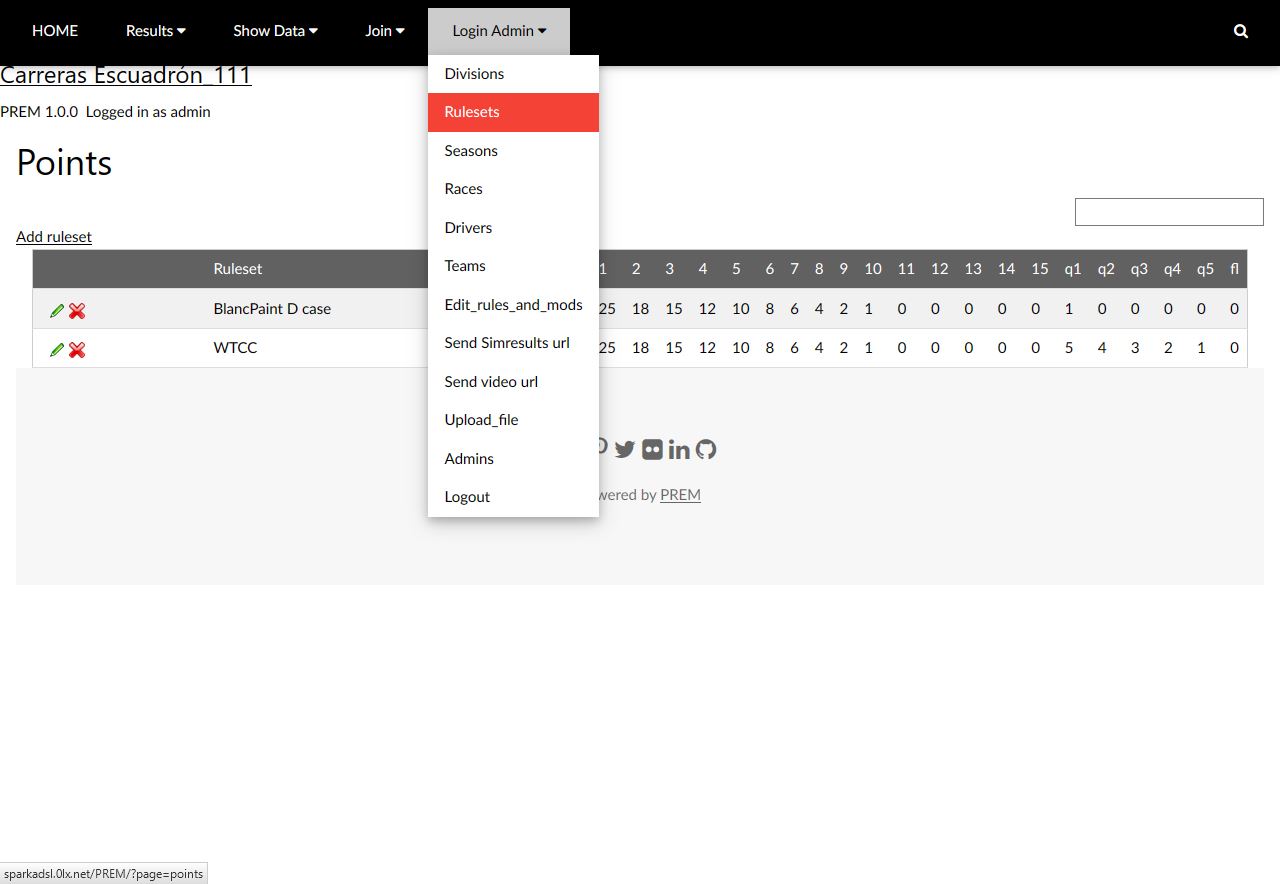 HOME Results Show Data Join Login Admin
Carreras Escuadrón_111
PREM 1.0.0 Logged in as admin
Points
Add ruleset
Divisions
Rulesets
Seasons
Races
Drivers
Teams
Edit_rules_and_mods
Send Simresults url
Send video url
Upload_file
Admins
Logout
Ruleset 1 2 3 4 5 6 7 8 9 10 11 12 13 14 15 q1 q2 q3 q4 q5 fl
BlancPaint D case 25 18 15 12 10 8 6 4 2 1 0 0 0 0 0 1 0 0 0 0 0
WTCC 25 18 15 12 10 8 6 4 2 1 0 0 0 0 0 5 4 3 2 1 0
wered by PREM
sparkadsl.0lx.net/PREM/?page=points